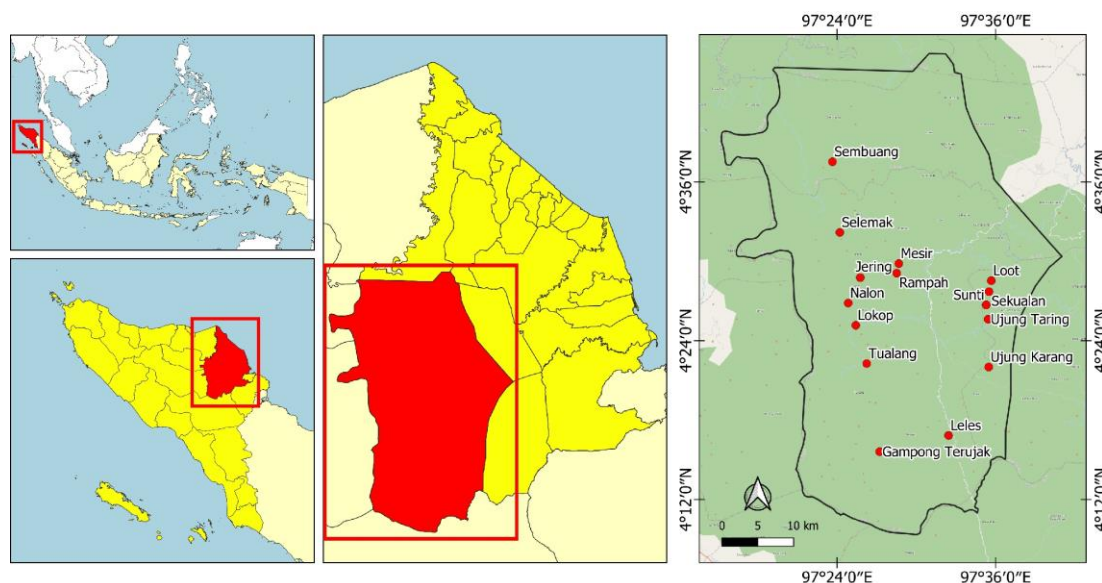 97°24′0″E
97°36′0″E
4°36′0″N
4°36′0″N
Sembuang
Selemak
Mesir
Jering
Rampah
Loot
Nalon
Sunti
Sekualan
Lokop
Ujung Taring
4°24′0″N
4°24′0″N
Tualang
Ujung Karang
Leles
Gampong Terujak
4°12′0″N
4°12′0″N
0 5 10 km
97°24′0″E
97°36′0″E